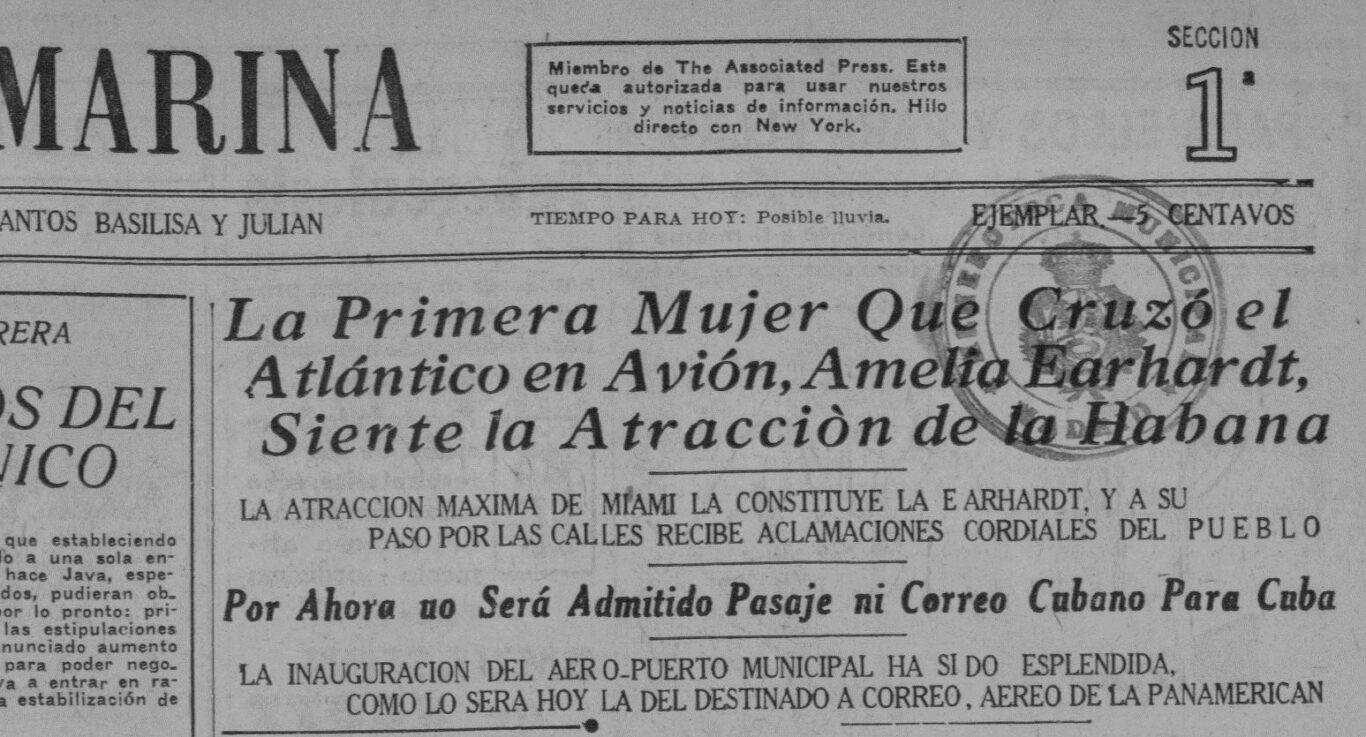 MARINA
Miembro de The Associated Press. Esta
queda autorizada para usar nuestros
servicios y noticias de información. Hilo
directo con New York.
SECCION
1ª
ANTOS BASILISA Y JULIAN
TIEMPO PARA HOY: Posible lluvia.
EJEMPLAR.—5 CENTAVOS
RERA
OS DEL
NICO
que estableciendo
do a una sola en-
hace Java, espe-
dos, pudieran ob-
por lo pronto: pri-
las estipulaciones
nunciado aumento
para poder nego-
va a entrar en ra-
a estabilización de
La Primera Mujer Que Cruzó el
Atlántico en Avión, Amelia Earhardt,
Siente la Atracciòn de la Habana
LA ATRACCION MAXIMA DE MIAMI LA CONSTITUYE LA E ARHARDT, Y A SU
PASO POR LAS CALLES RECIBE ACLAMACIONES CORDIALES DEL PUEBLO
Por Ahora uo Será Admitido Pasaje ni Correo Cubano Para Cuba
LA INAUGURACION DEL AERO-PUERTO MUNICIPAL HA SIDO ESPLENDIDA,
COMO LO SERA HOY LA DEL DESTINADO A CORREO, AEREO DE LA PANAMERICAN
HEMEROTECA MUNICIPAL
MADRID